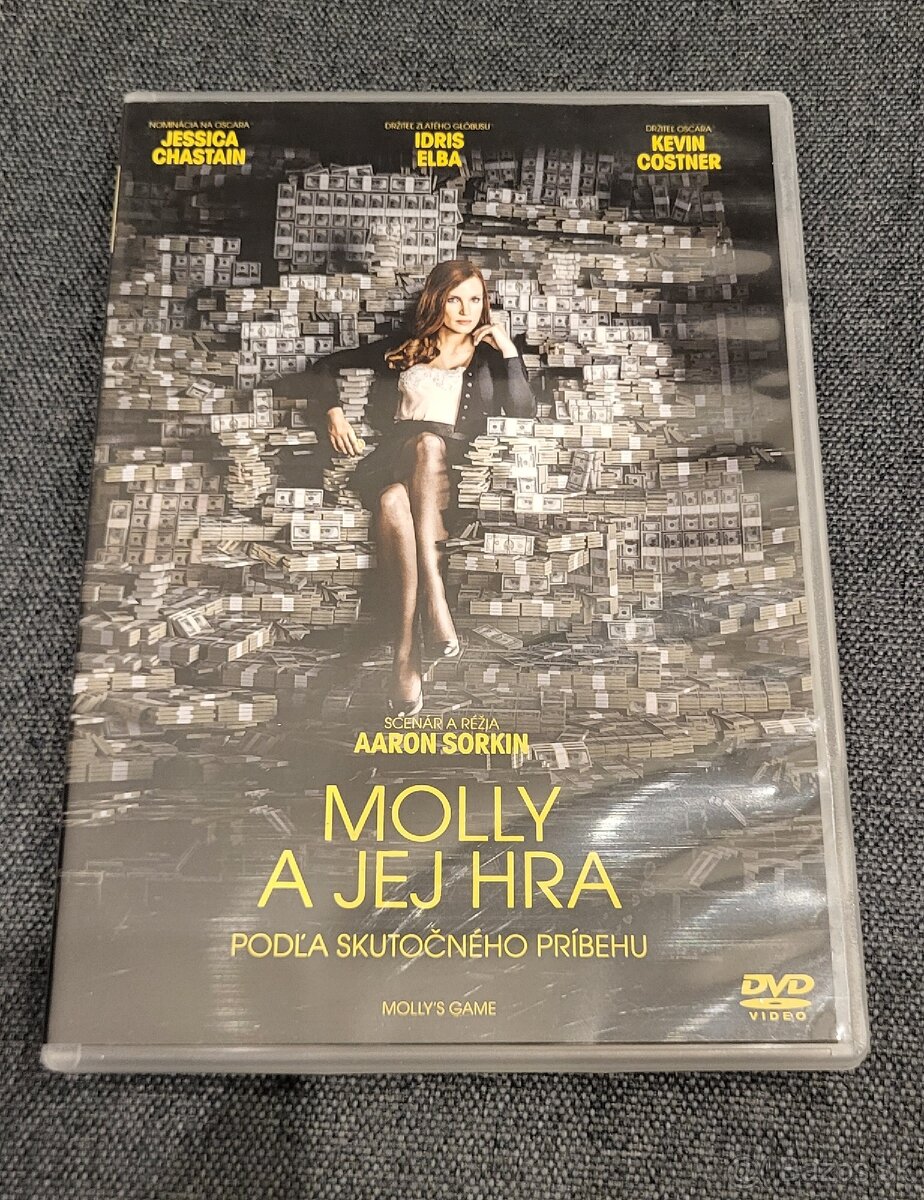 NOMINÁCIA NA OSCARA
JESSICA
CHASTAIN
DRŽITEĽ ZLATÉHO GLÓBUSU
IDRIS
ELBA
DRŽITEĽ OSCARA
KEVIN
COSTNER
SCENÁR A RÉŽIA
AARON SORKIN
MOLLY
A JEJ HRA
PODĽA SKUTOČNÉHO PRÍBEHU
MOLLY'S GAME
DVD
VIDEO